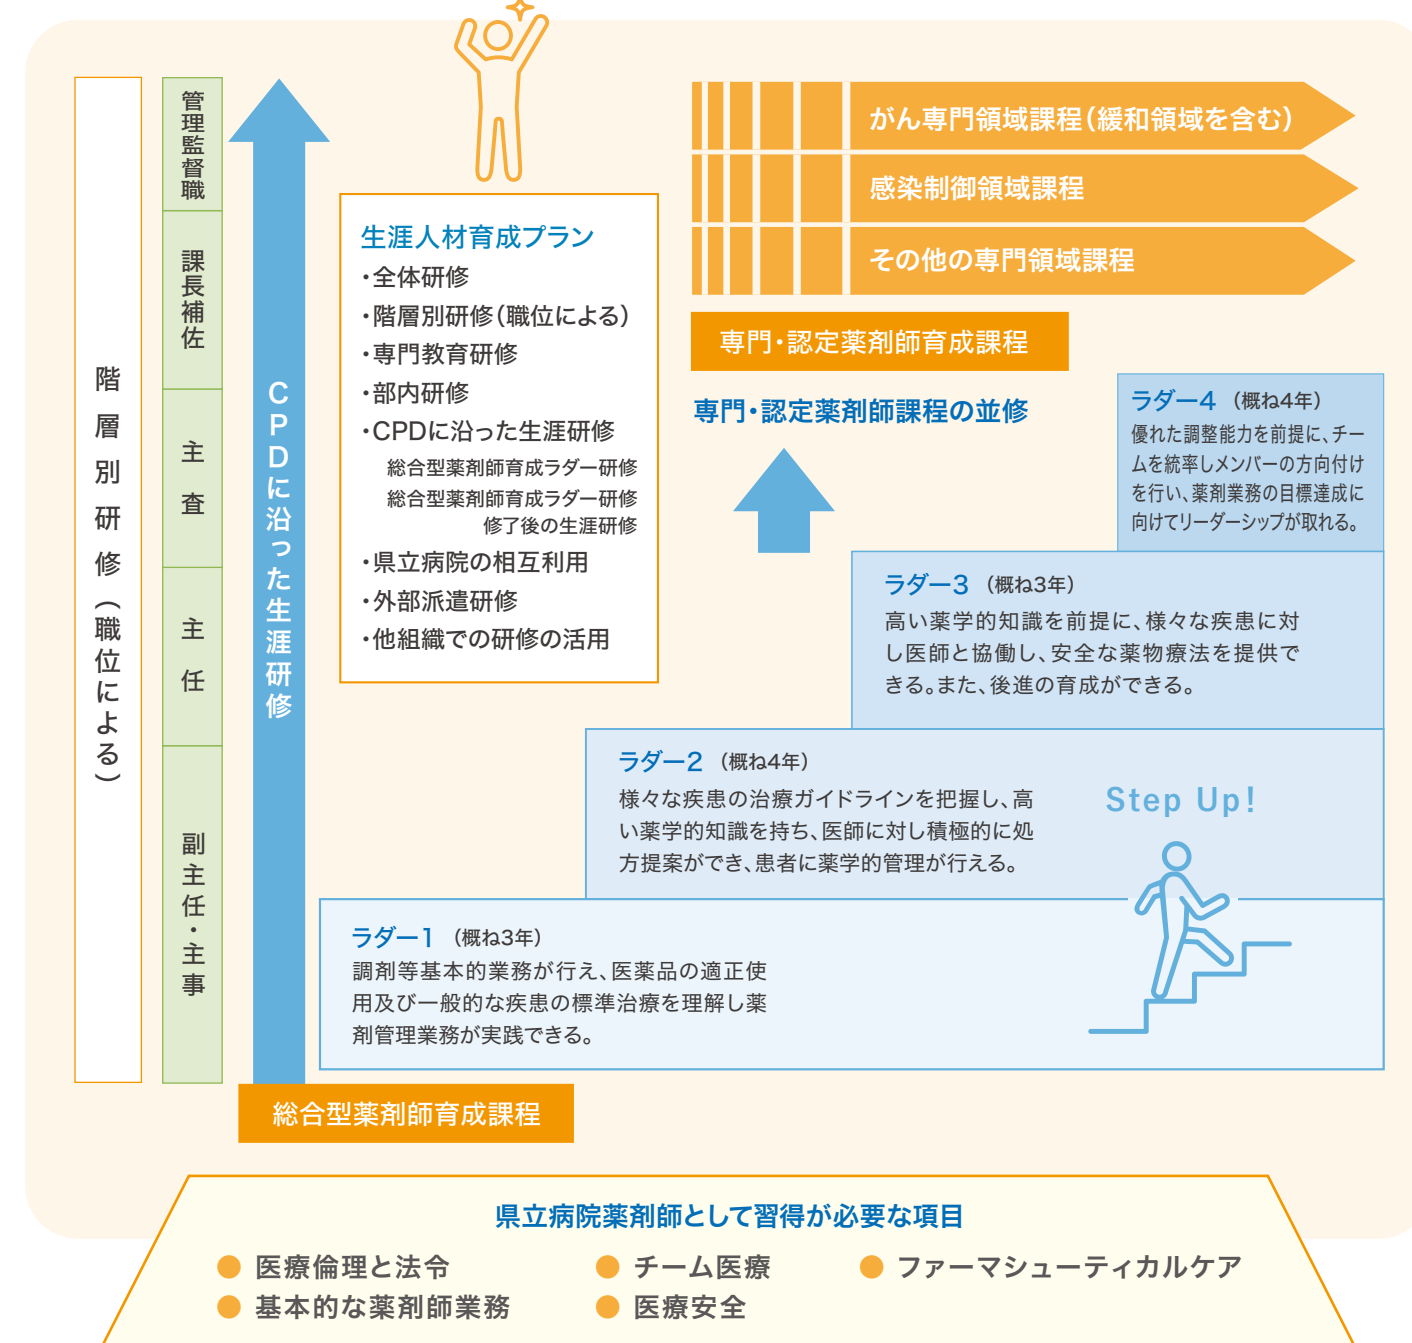 階層別研修（職位による）
管理監督職
課長補佐
主査
主任
副主任・主事
CPDに沿った生涯研修
生涯人材育成プラン
・全体研修
・階層別研修（職位による）
・専門教育研修
・部内研修
・CPDに沿った生涯研修
総合型薬剤師育成ラダー研修
総合型薬剤師育成ラダー研修
修了後の生涯研修
・県立病院の相互利用
・外部派遣研修
・他組織での研修の活用
がん専門領域課程（緩和領域を含む）
感染制御領域課程
その他の専門領域課程
専門・認定薬剤師育成課程
専門・認定薬剤師課程の並修
ラダー4（概ね4年）
優れた調整能力を前提に、チー
ムを統率しメンバーの方向付け
を行い、薬剤業務の目標達成に
向けてリーダーシップが取れる。
ラダー3（概ね3年）
高い薬学的知識を前提に、様々な疾患に対
し医師と協働し、安全な薬物療法を提供で
きる。また、後進の育成ができる。
ラダー2（概ね4年）
様々な疾患の治療ガイドラインを把握し、高
い薬学的知識を持ち、医師に対し積極的に処
方提案ができ、患者に薬学的管理が行える。
Step Up!
ラダー1（概ね3年）
調剤等基本的業務が行え、医薬品の適正使
用及び一般的な疾患の標準治療を理解し薬
剤管理業務が実践できる。
総合型薬剤師育成課程
県立病院薬剤師として習得が必要な項目
● 医療倫理と法令 ● チーム医療 ● ファーマシューティカルケア
● 基本的な薬剤師業務 ● 医療安全